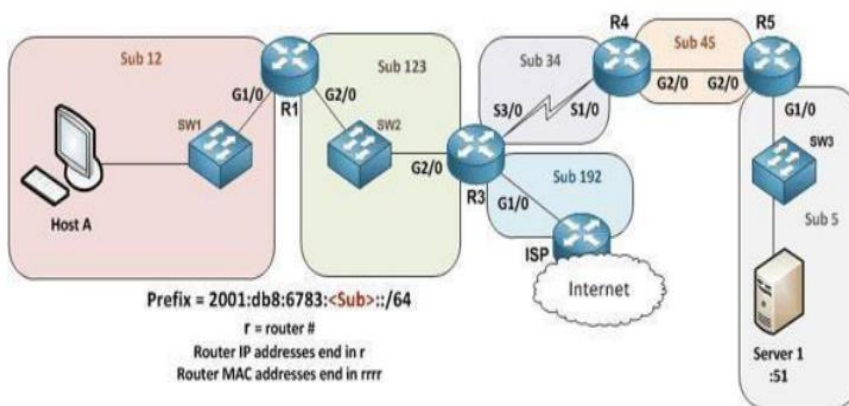 Sub 12
R1
Sub 123
Sub 34
R4
Sub 45
R5
G1/0
G2/0
S3/0
S1/0
G2/0
G2/0
G1/0
SW1
SW2
SW3
G2/0
R3
Sub 192
G1/0
Sub 5
Host A
ISP
Internet
Prefix = 2001:db8:6783:<Sub>::/64
r = router #
Router IP addresses end in r
Router MAC addresses end in rrrr
Server 1
:51